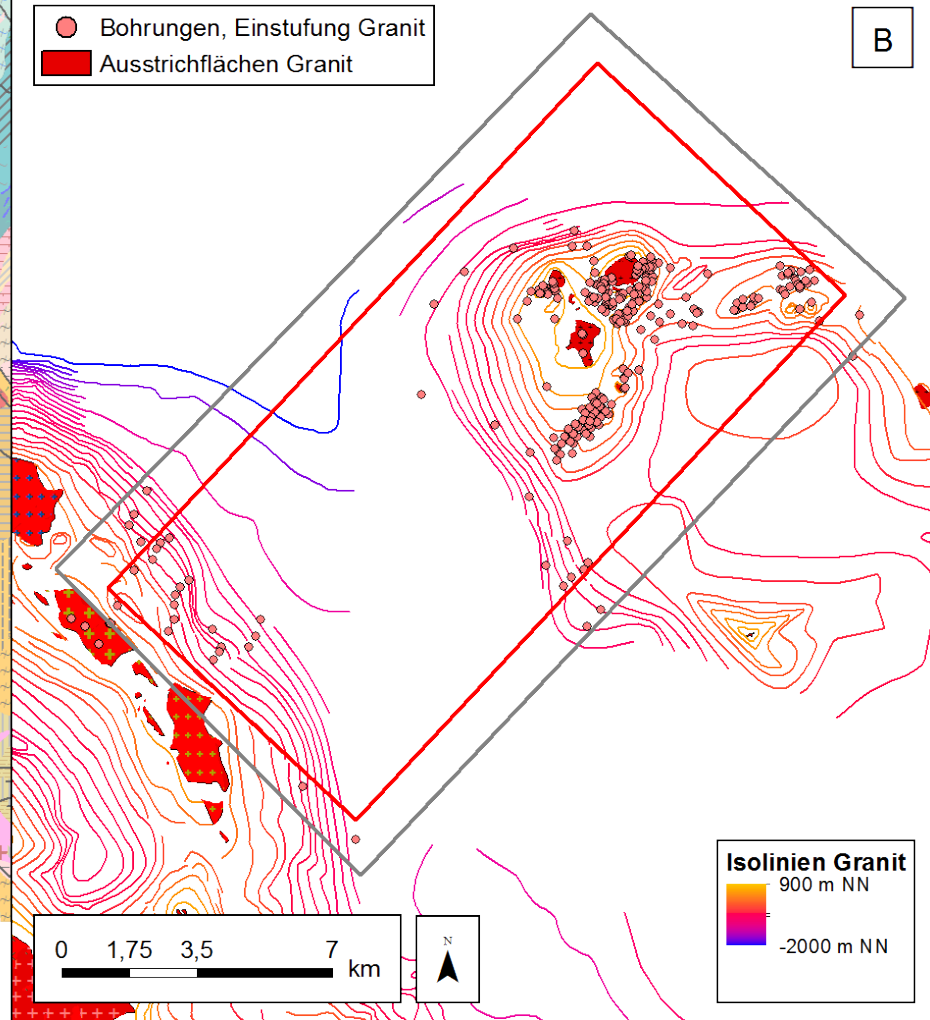 Bohrungen, Einstufung Granit
Ausstrichflächen Granit
B
Isolinien Granit
900 m NN
-2000 m NN
0 1,75 3,5 7
km
N